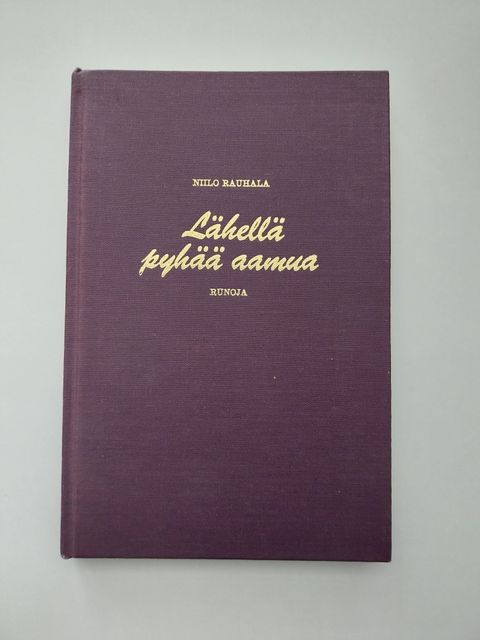 NIILO RAUHALA
Lähellä
pyhää aamua
RUNOJA